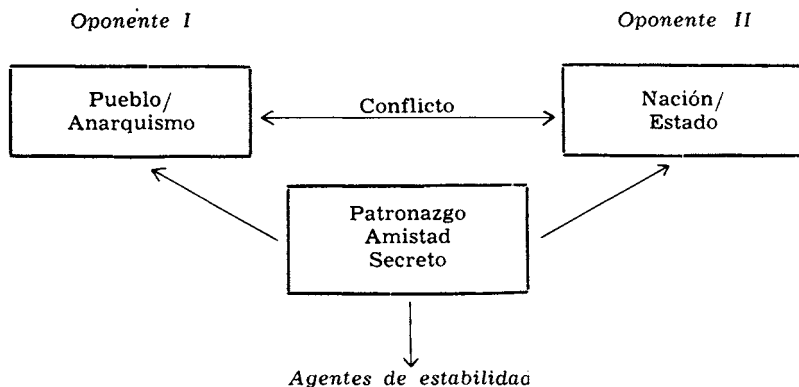 Oponente I
Oponente II
Pueblo/
Anarquismo
Conflicto
Nación/
Estado
Patronazgo
Amistad
Secreto
Agentes de estabilidad